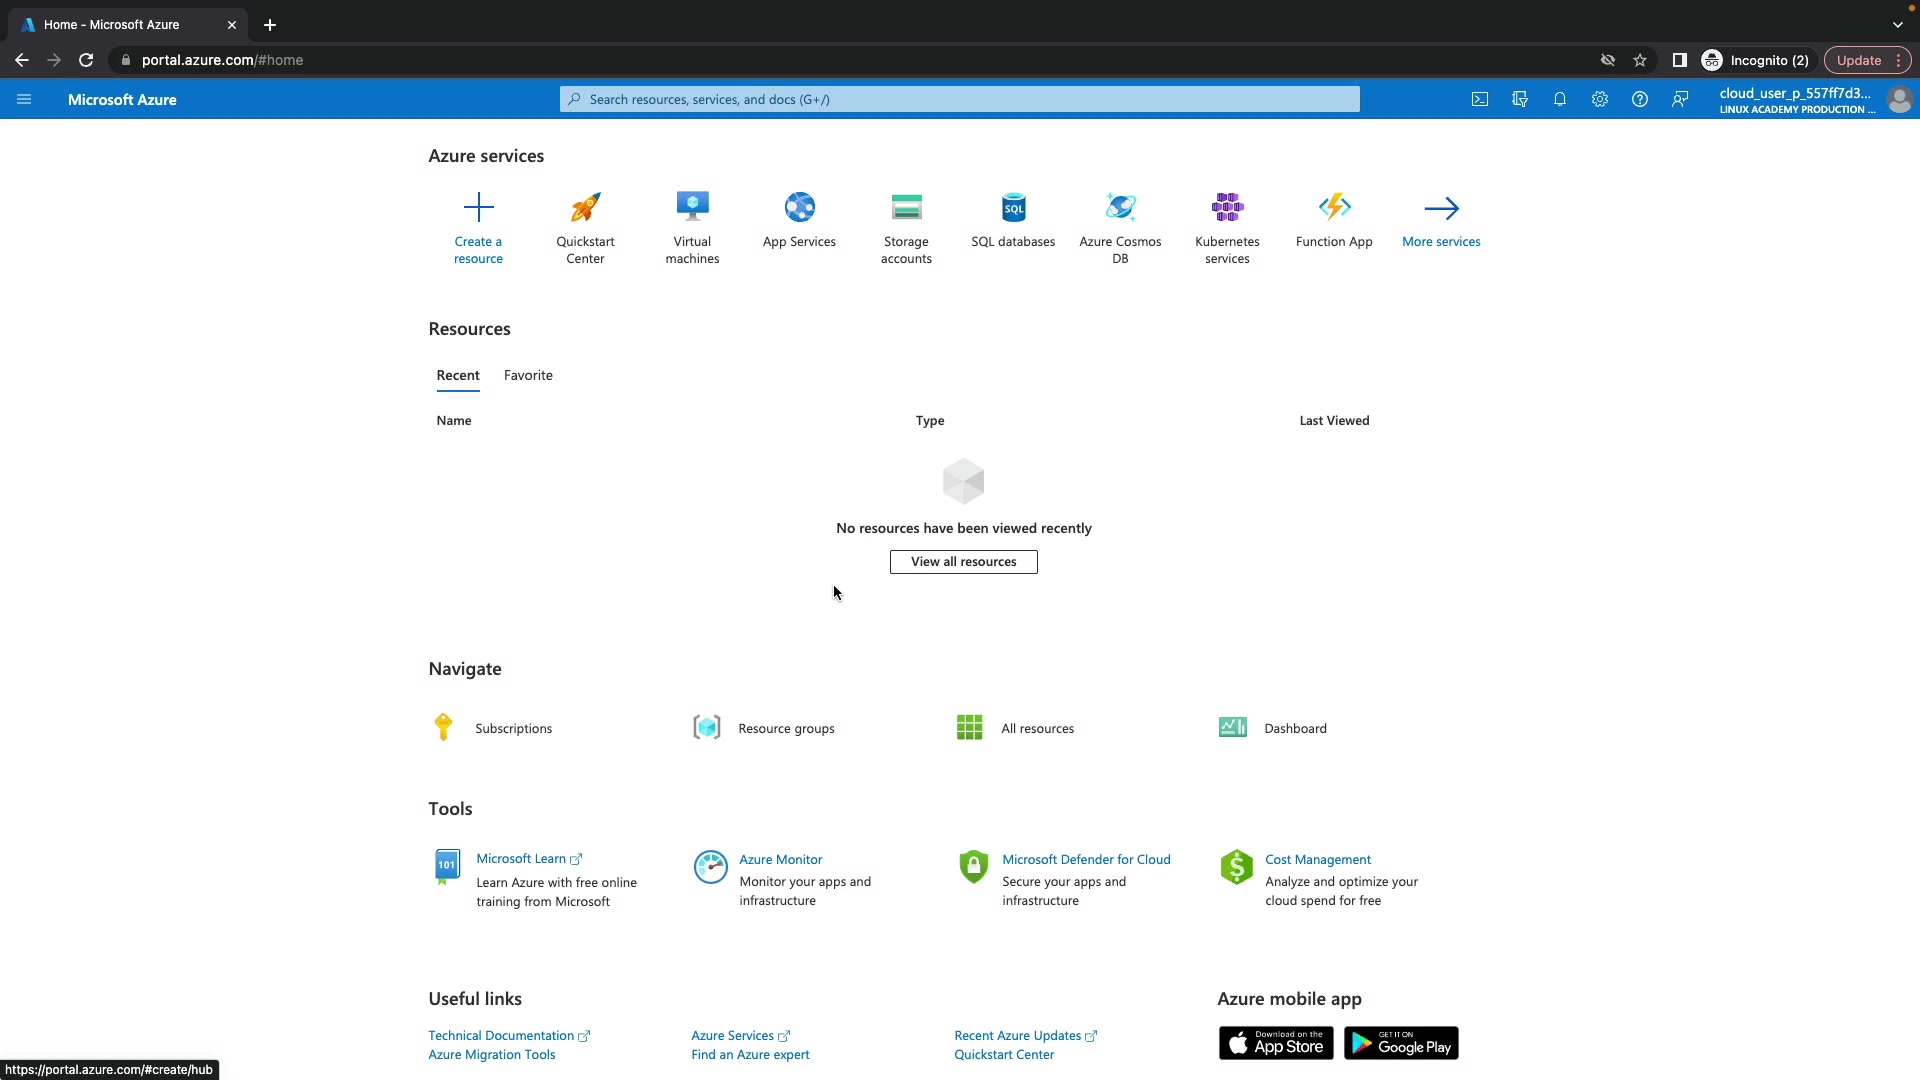 Home - Microsoft Azure
portal.azure.com/#home
Incognito (2)
Update
Microsoft Azure
Search resources, services, and docs (G+/)
cloud_user_p_557ff7d3...
LINUX ACADEMY PRODUCTION ...
Azure services
Create a
resource
Quickstart
Center
Virtual
machines
App Services
Storage
accounts
SQL
SQL databases
Azure Cosmos
DB
Kubernetes
services
Function App
More services
Resources
Recent
Favorite
Name
Type
Last Viewed
No resources have been viewed recently
View all resources
Navigate
Subscriptions
Resource groups
All resources
Dashboard
Tools
101
Microsoft Learn
Learn Azure with free online
training from Microsoft
Azure Monitor
Monitor your apps and
infrastructure
Microsoft Defender for Cloud
Secure your apps and
infrastructure
$
Cost Management
Analyze and optimize your
cloud spend for free
Useful links
Technical Documentation
Azure Migration Tools
Azure Services
Find an Azure expert
Recent Azure Updates
Quickstart Center
Azure mobile app
Download on the
App Store
GET IT ON
Google Play
https://portal.azure.com/#create/hub